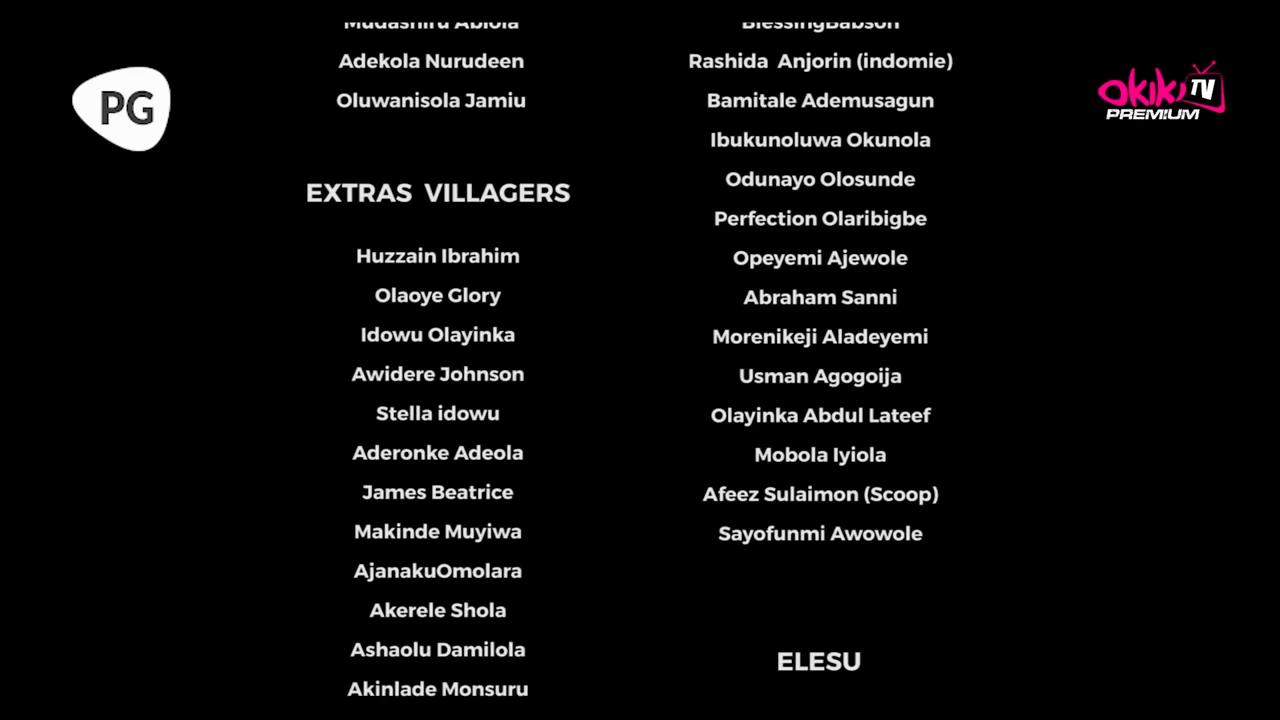 Mudashiru Abiola
Adekola Nurudeen
Oluwanisola Jamiu
EXTRAS VILLAGERS
Huzzain Ibrahim
Olaoye Glory
Idowu Olayinka
Awidere Johnson
Stella idowu
Aderonke Adeola
James Beatrice
Makinde Muyiwa
AjanakuOmolara
Akerele Shola
Ashaolu Damilola
Akinlade Monsuru
BlessingBabson
Rashida Anjorin (indomie)
Bamitale Ademusagun
Ibukunoluwa Okunola
Odunayo Olosunde
Perfection Olaribigbe
Opeyemi Ajewole
Abraham Sanni
Morenikeji Aladeyemi
Usman Agogoija
Olayinka Abdul Lateef
Mobola Iyiola
Afeez Sulaimon (Scoop)
Sayofunmi Awowole
ELESU
PG
OKIKI TV
PREMIUM